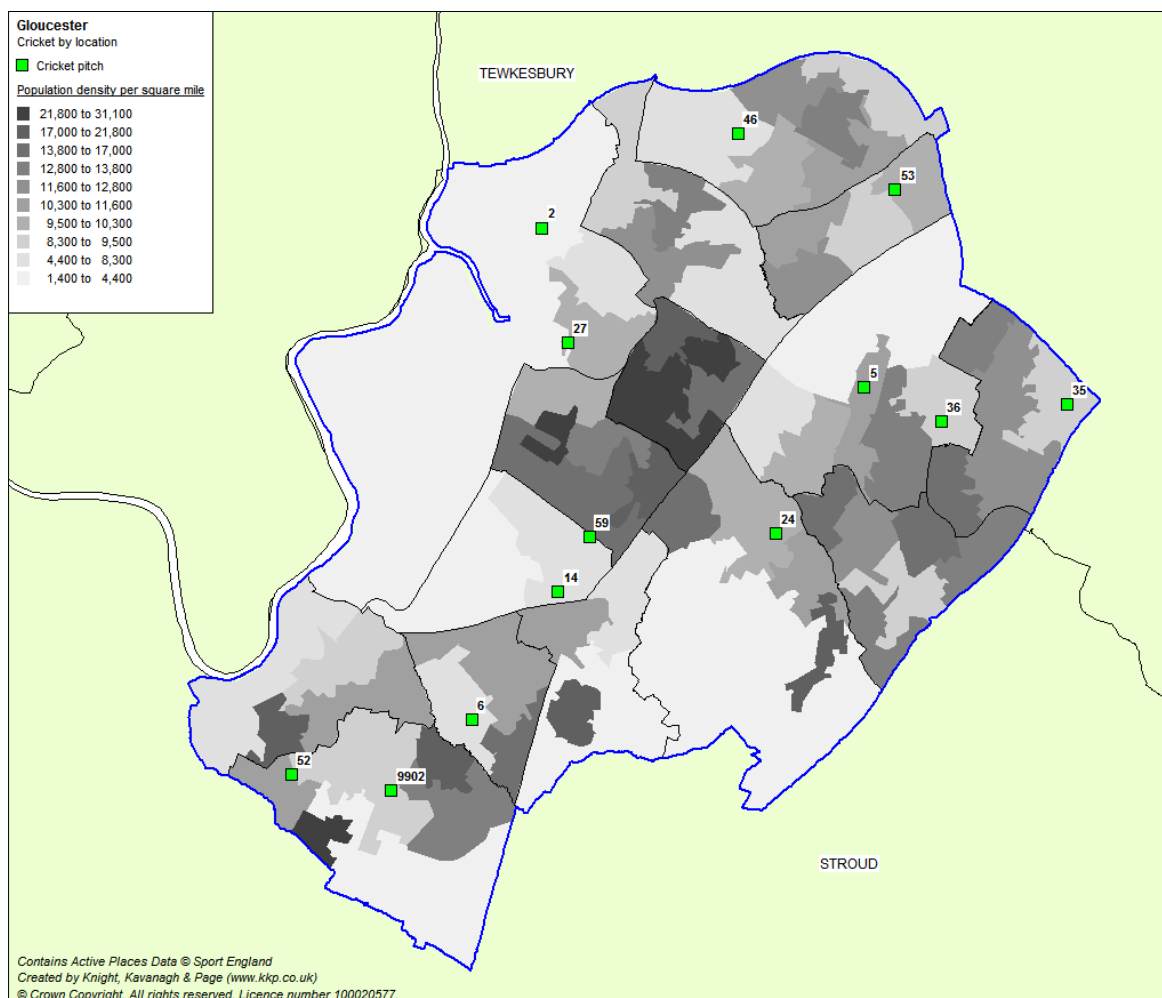 Gloucester
Cricket by location
Cricket pitch
Population density per square mile
21,800 to 31,100
17,000 to 21,800
13,800 to 17,000
12,800 to 13,800
11,600 to 12,800
10,300 to 11,600
9,500 to 10,300
8,300 to 9,500
4,400 to 8,300
1,400 to 4,400
TEWKESBURY
46
53
2
27
5
35
36
24
59
14
6
52
9902
STROUD
Contains Active Places Data © Sport England
Created by Knight, Kavanagh & Page (www.kkp.co.uk)
© Crown Copyright. All rights reserved. Licence number 100020577.